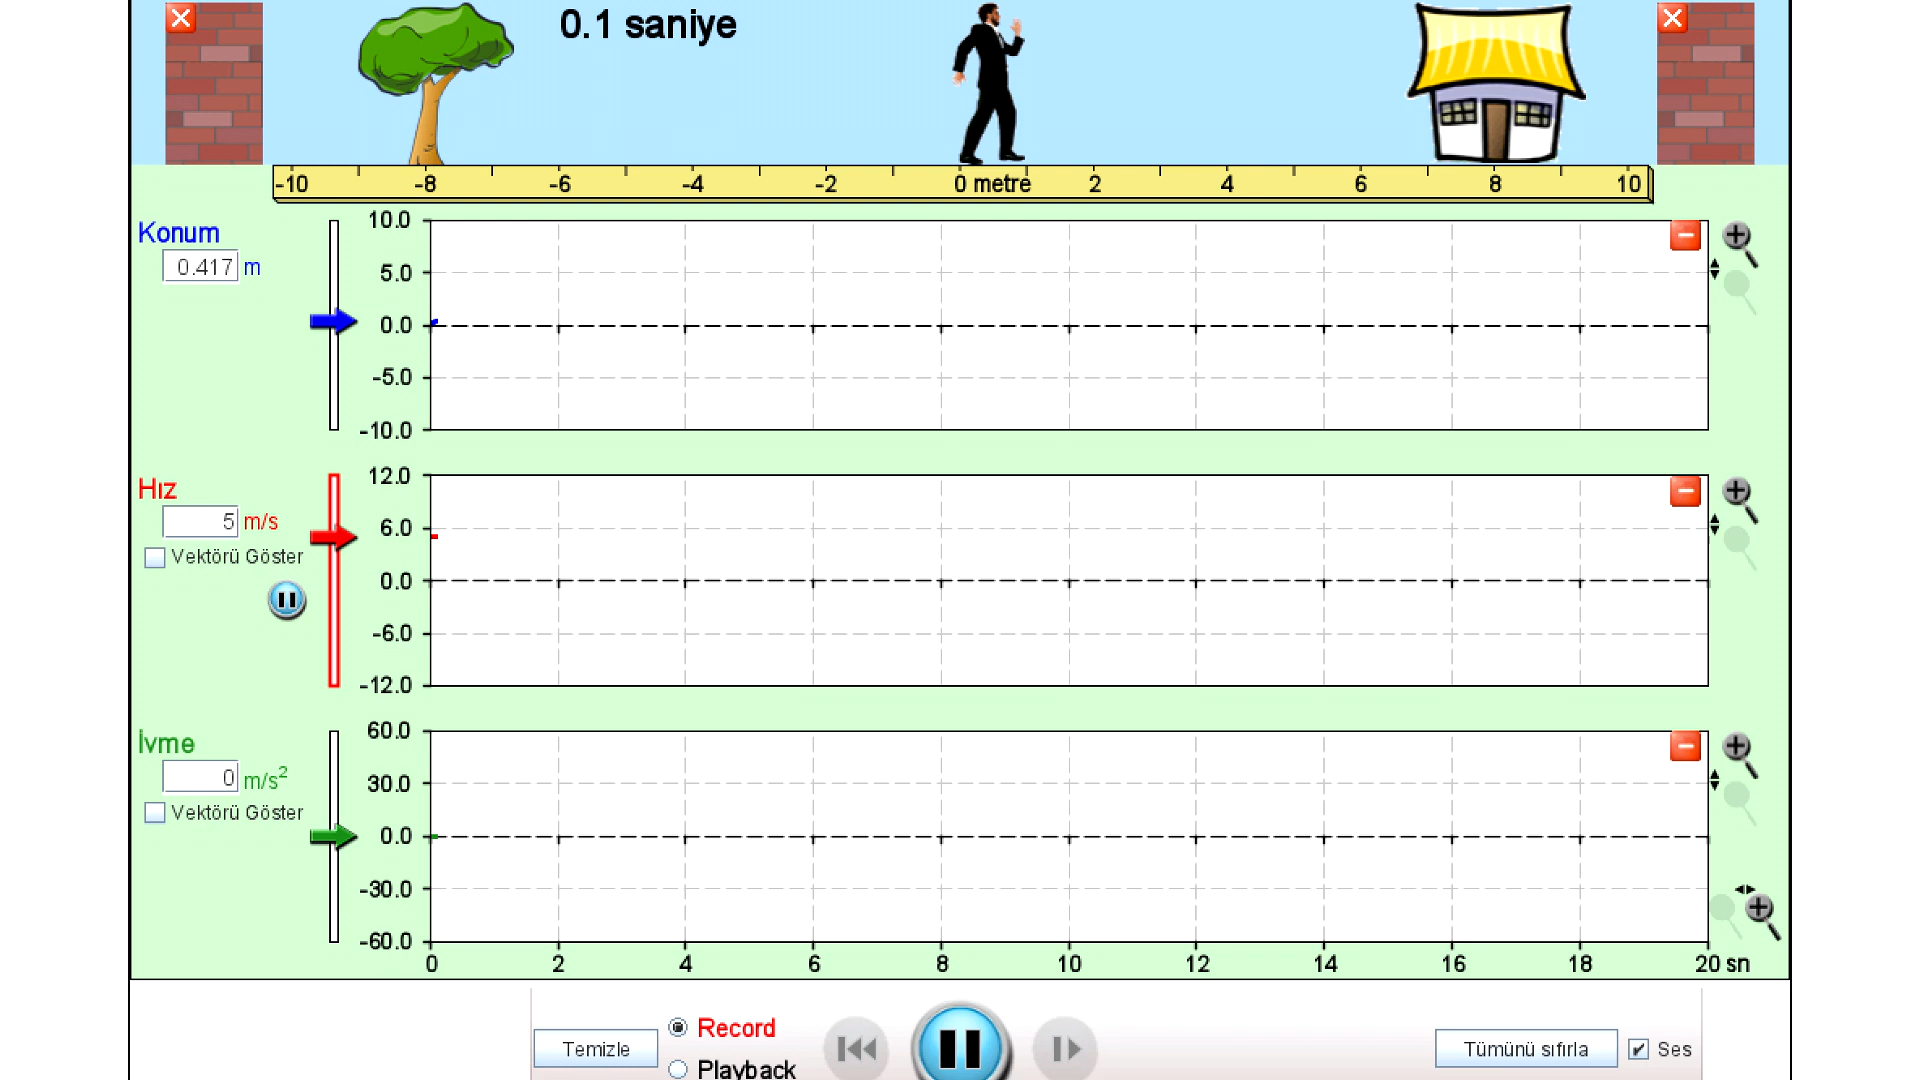 0.1 saniye
-10 -8 -6 -4 -2 0 metre 2 4 6 8 10
Konum
0.417 m
10.0
5.0
0.0
-5.0
-10.0
Hız
5 m/s
Vektörü Göster
12.0
6.0
0.0
-6.0
-12.0
İvme
0 m/s²
Vektörü Göster
60.0
30.0
0.0
-30.0
-60.0
0 2 4 6 8 10 12 14 16 18 20 sn
Temizle
Record
Playback
Tümünü sıfırla
Ses